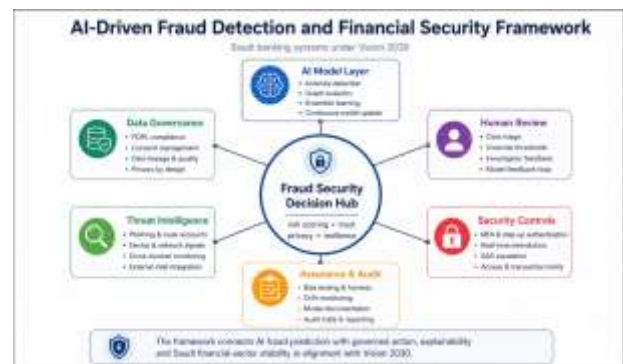 AI-Driven Fraud Detection and Financial Security Framework
Saudi banking systems under Vision 2030
AI Model Layer
• Anomaly detection
• Graph analytics
• Ensemble learning
• Continuous model update
Data Governance
• PDPL compliance
• Consent management
• Data lineage & quality
• Privacy by design
Human Review
• Case triage
• Override thresholds
• Investigator feedback
• Model feedback loop
Fraud Security
Decision Hub
risk scoring • trust
privacy • resilience
Threat Intelligence
• Phishing & mule accounts
• Device & network signals
• Cross-channel monitoring
• External intel integration
Security Controls
• MFA & step-up authentication
• Real-time interdiction
• SAR escalation
• Access & transaction
Assurance & Audit
• Bias testing & fairness
• Drift monitoring
• Model documentation
• Audit trails & reporting
The framework connects AI fraud prediction with governed action, explainability
and Saudi financial-sector stability in alignment with Vision 2030.